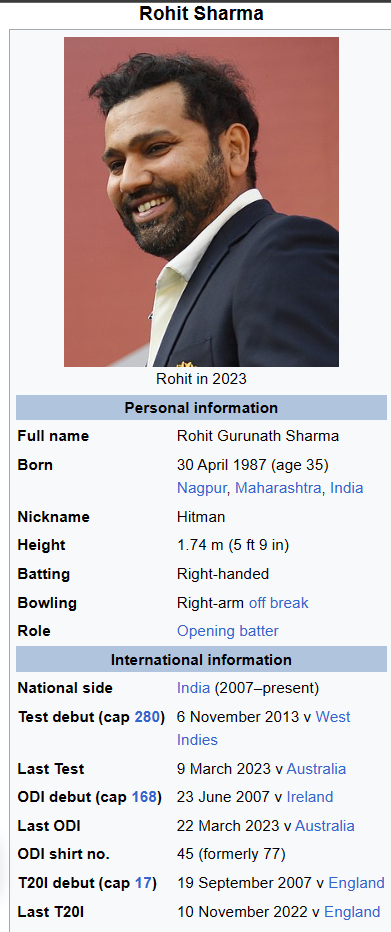 Rohit Sharma
Rohit in 2023
Personal information
Full name Rohit Gurunath Sharma
Born 30 April 1987 (age 35)
Nagpur, Maharashtra, India
Nickname Hitman
Height 1.74 m (5 ft 9 in)
Batting Right-handed
Bowling Right-arm off break
Role Opening batter
International information
National side India (2007–present)
Test debut (cap 280) 6 November 2013 v West
Indies
Last Test 9 March 2023 v Australia
ODI debut (cap 168) 23 June 2007 v Ireland
Last ODI 22 March 2023 v Australia
ODI shirt no. 45 (formerly 77)
T20I debut (cap 17) 19 September 2007 v England
Last T20I 10 November 2022 v England